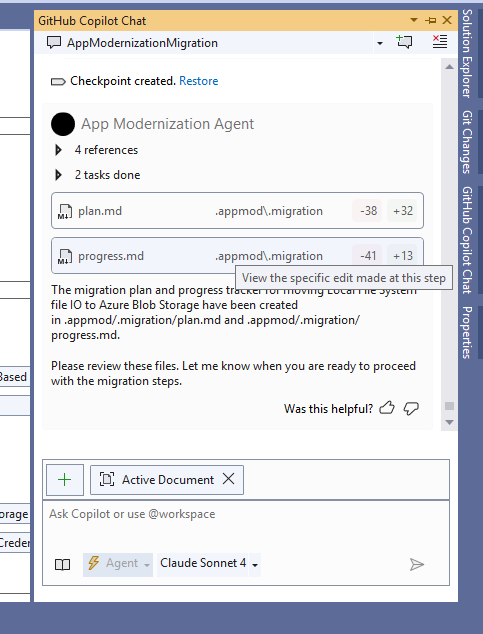 GitHub Copilot Chat
AppModernizationMigration
Checkpoint created. Restore
App Modernization Agent
4 references
2 tasks done
M↓ plan.md .appmod\.migration -38 +32
M↓ progress.md .appmod\.migration -41 +13
View the specific edit made at this step
The migration plan and progress tracker for moving Local File System
file IO to Azure Blob Storage have been created
in .appmod/.migration/plan.md and .appmod/.migration/
progress.md.
Please review these files. Let me know when you are ready to proceed
with the migration steps.
Was this helpful?
Active Document
Ask Copilot or use @workspace
Agent Claude Sonnet 4
Solution Explorer
Git Changes
GitHub Copilot Chat
Properties
Based
orage
Creden